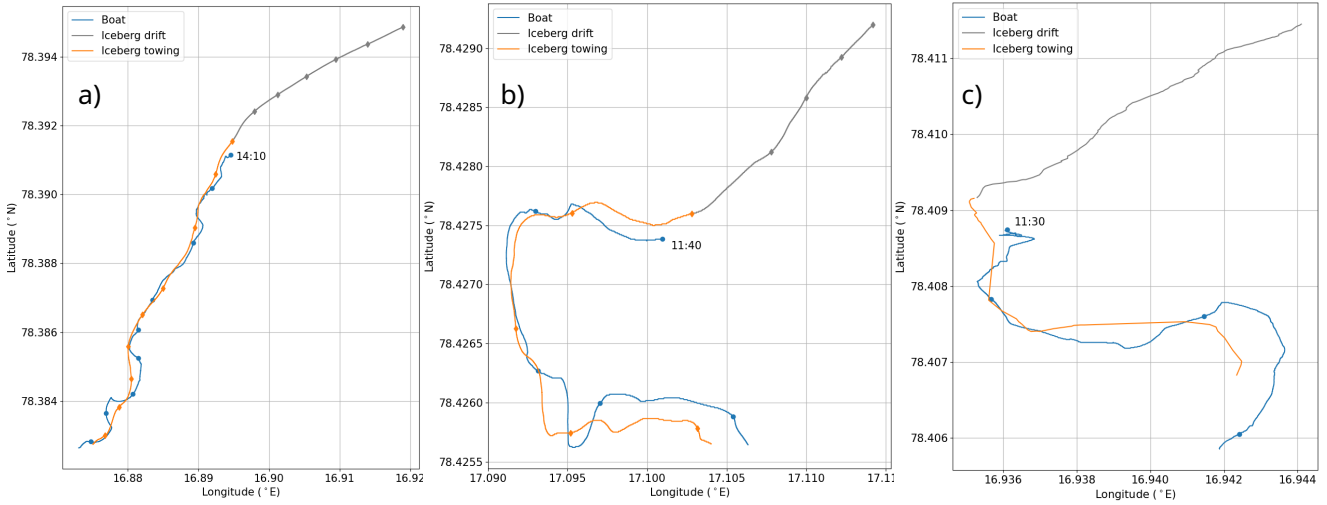 Boat
Iceberg drift
Iceberg towing
a)
14:10
78.394
78.392
78.390
78.388
78.386
78.384
Latitude (°N)
16.88
16.89
16.90
16.91
16.92
Longitude (°E)
Boat
Iceberg drift
Iceberg towing
b)
11:40
78.4290
78.4285
78.4280
78.4275
78.4270
78.4265
78.4260
78.4255
Latitude (°N)
17.090
17.095
17.100
17.105
17.110
17.11
Longitude (°E)
Boat
Iceberg drift
Iceberg towing
c)
11:30
78.411
78.410
78.409
78.408
78.407
78.406
Latitude (°N)
16.936
16.938
16.940
16.942
16.944
Longitude (°E)